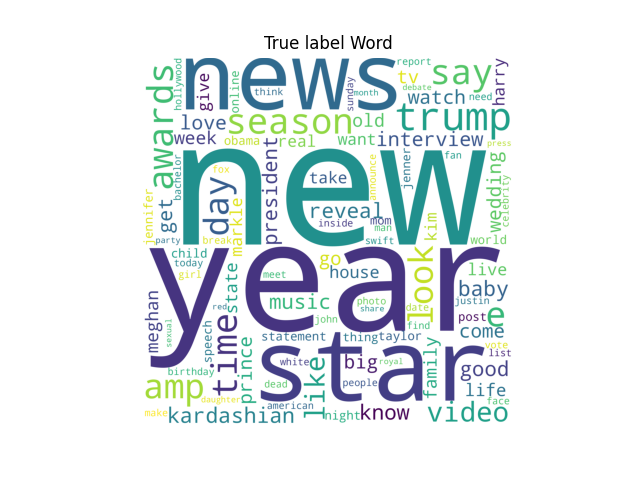 True label Word
hollywood awards give online news think sunday month report tv debate say harry
watch need
love season old trump
week obama real want interview press
bachelor get day fox markle president take announce jenner fan wedding celebrity
new
reveal mom kim
inside man
jennifer party break swift world
year
child today girl state meet go house look live
meghan sexual red music photo share date justin baby
speech time john find post e come
statement thing taylor vote list
star
prince white big royal family good
birthday like dead people life
amp daughter american face
make kardashian night know video